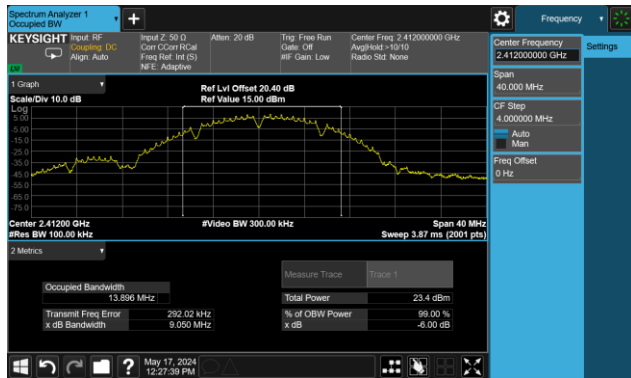 Spectrum Analyzer 1
Occupied BW
Frequency
KEYSIGHT
Input: RF
Coupling: DC
Align: Auto
Input Z: 50 Ω
Corr CCorr RCal
Freq Ref: Int (S)
NFE: Adaptive
Atten: 20 dB
Trig: Free Run
Gate: Off
#IF Gain: Low
Center Freq: 2.412000000 GHz
Avg|Hold:>10/10
Radio Std: None
Center Frequency
2.412000000 GHz
Settings
Span
40.000 MHz
CF Step
4.000000 MHz
Auto
Man
Freq Offset
0 Hz
1 Graph
Scale/Div 10.0 dB
Ref Lvl Offset 20.40 dB
Ref Value 15.00 dBm
Log
5.00
-5.00
-15.0
-25.0
-35.0
-45.0
-55.0
-65.0
-75.0
Center 2.41200 GHz
#Res BW 100.00 kHz
#Video BW 300.00 kHz
Span 40 MHz
Sweep 3.87 ms (2001 pts)
2 Metrics
Measure Trace
Trace 1
Occupied Bandwidth
13.896 MHz
Total Power
23.4 dBm
Transmit Freq Error
292.02 kHz
% of OBW Power
99.00 %
x dB Bandwidth
9.050 MHz
x dB
-6.00 dB
?
May 17, 2024
12:27:39 PM